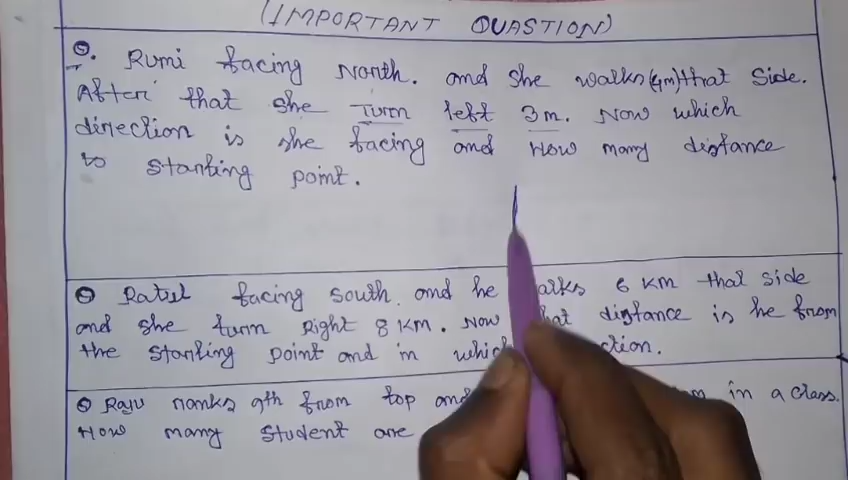 (IMPORTANT QUASTION)
Q. Rumi facing North. and she walks (4m) that side.
After that she Turn left 3m. Now which
direction is she facing and How many distance
to starting point.
Ratul facing south. and he 6 KM that side
and she turn Right 8 KM. Now distance is he from
the starting point and in
Raju ranks 9th from top and in a class.
How many student are